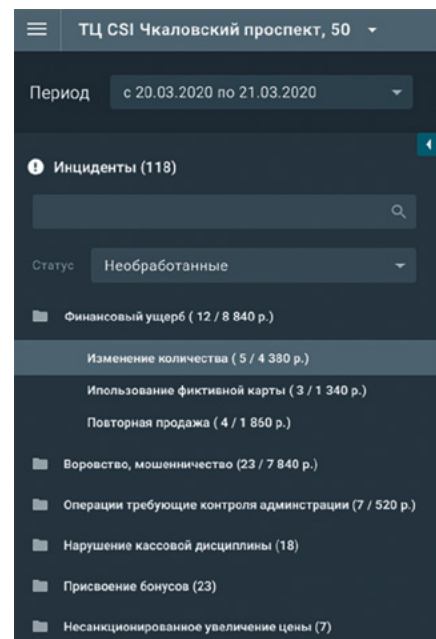 ТЦ CSI Чкаловский проспект, 50
Период с 20.03.2020 по 21.03.2020
Инциденты (118)
Статус Необработанные
Финансовый ущерб ( 12 / 8 840 р.)
Изменение количества ( 5 / 4 380 р.)
Ипользование фиктивной карты ( 3 / 1 340 р.)
Повторная продажа ( 4 / 1 860 р.)
Воровство, мошенничество (23 / 7 840 р.)
Операции требующие контроля админстрации (7 / 520 р.)
Нарушение кассовой дисциплины (18)
Присвоение бонусов (23)
Несанкционированное увеличение цены (7)